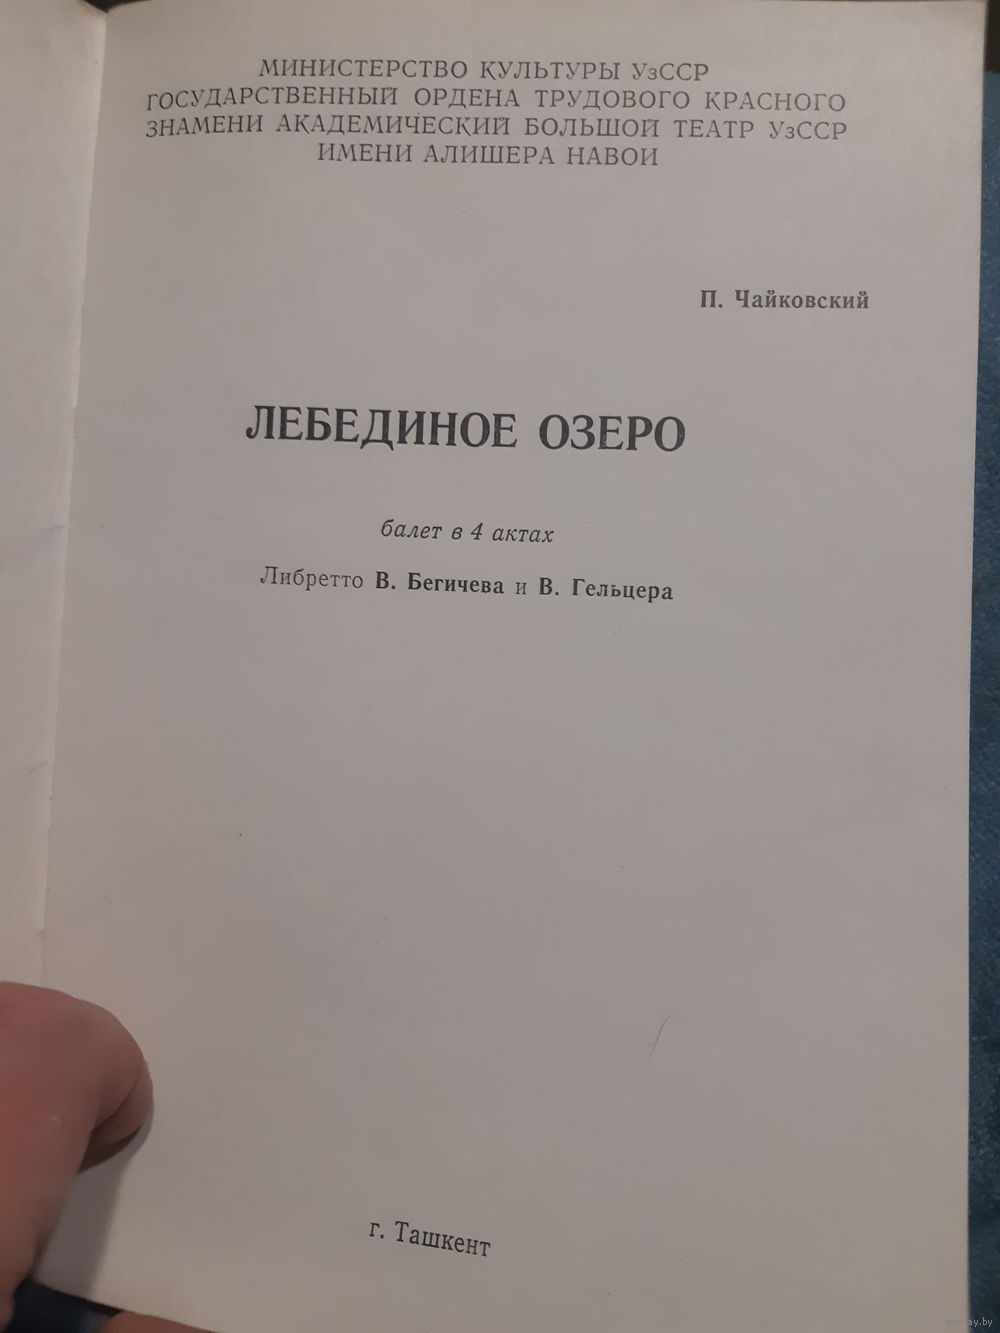 МИНИСТЕРСТВО КУЛЬТУРЫ УзССР
ГОСУДАРСТВЕННЫЙ ОРДЕНА ТРУДОВОГО КРАСНОГО
ЗНАМЕНИ АКАДЕМИЧЕСКИЙ БОЛЬШОЙ ТЕАТР УзССР
ИМЕНИ АЛИШЕРА НАВОИ
П. Чайковский
ЛЕБЕДИНОЕ ОЗЕРО
балет в 4 актах
Либретто В. Бегичева и В. Гельцера
г. Ташкент